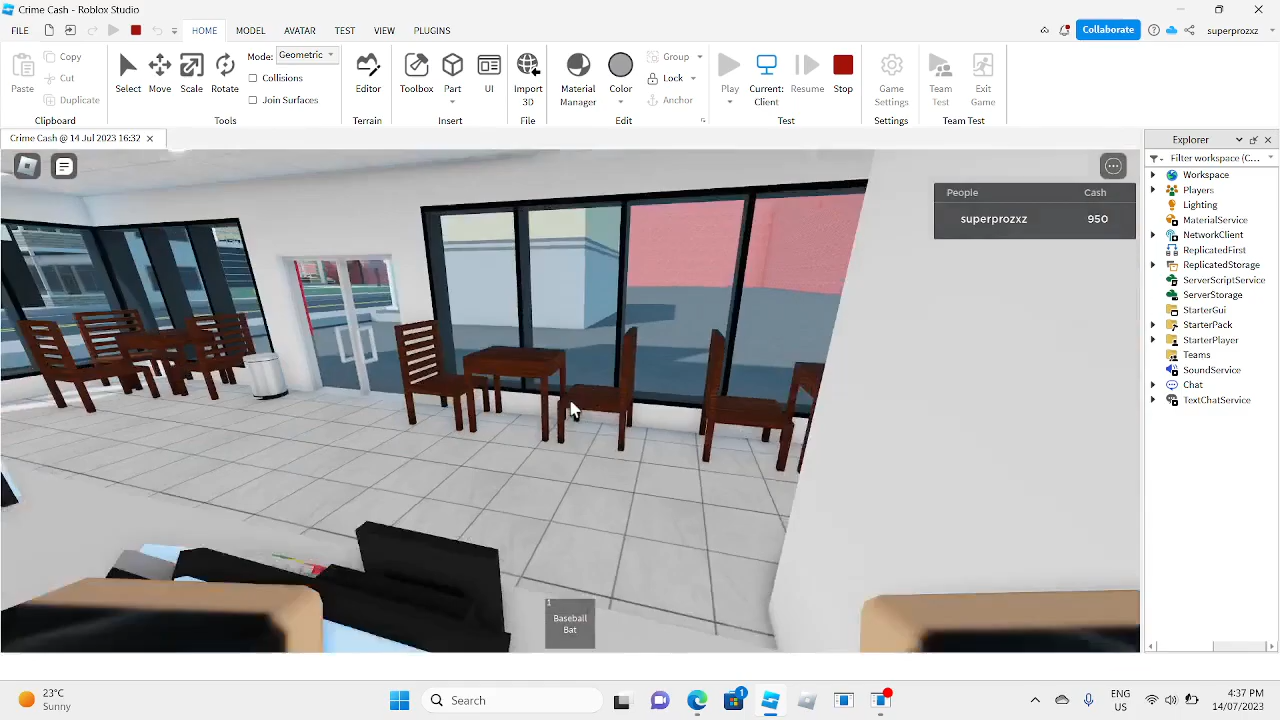 Crime Cash - Roblox Studio
FILE HOME MODEL AVATAR TEST VIEW PLUGINS Collaborate superprozxz
Paste Copy Cut Duplicate Select Move Scale Rotate Mode: Geometric Collisions Join Surfaces Editor Toolbox Part UI Import 3D Material Manager Color Group Lock Anchor Play Current: Client Resume Stop Game Settings Team Test Exit Game
Clipboard Tools Terrain Insert File Edit Test Settings Team Test
Crime Cash @ 14 Jul 2023 16:32
Explorer
Filter workspace (C...
Workspace
Players
Lighting
MaterialService
NetworkClient
ReplicatedFirst
ReplicatedStorage
ServerScriptService
ServerStorage
StarterGui
StarterPack
StarterPlayer
Teams
SoundService
Chat
TextChatService
People Cash
superprozxz 950
1
Baseball
Bat
23°C
Sunny
Search
1
ENG
US
4:37 PM
14/07/2023